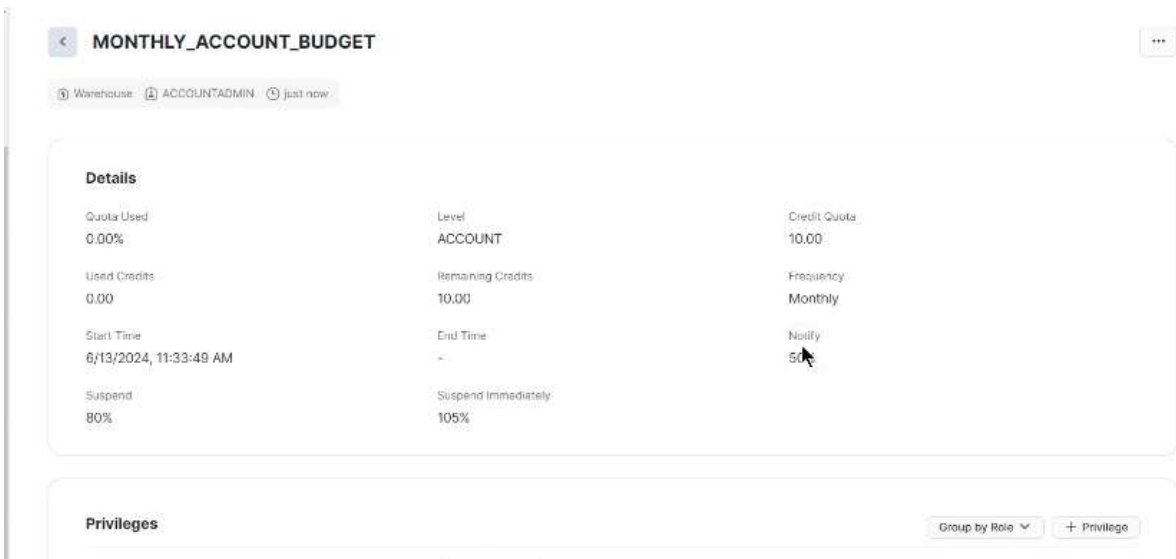 MONTHLY_ACCOUNT_BUDGET
...
Warehouse ACCOUNTADMIN just now
Details
Quota Used Level Credit Quota
0.00% ACCOUNT 10.00
Used Credits Remaining Credits Frequency
0.00 10.00 Monthly
Start Time End Time Notify
6/13/2024, 11:33:49 AM -
Suspend Suspend Immediately
80% 105%
Privileges Group by Role + Privilege